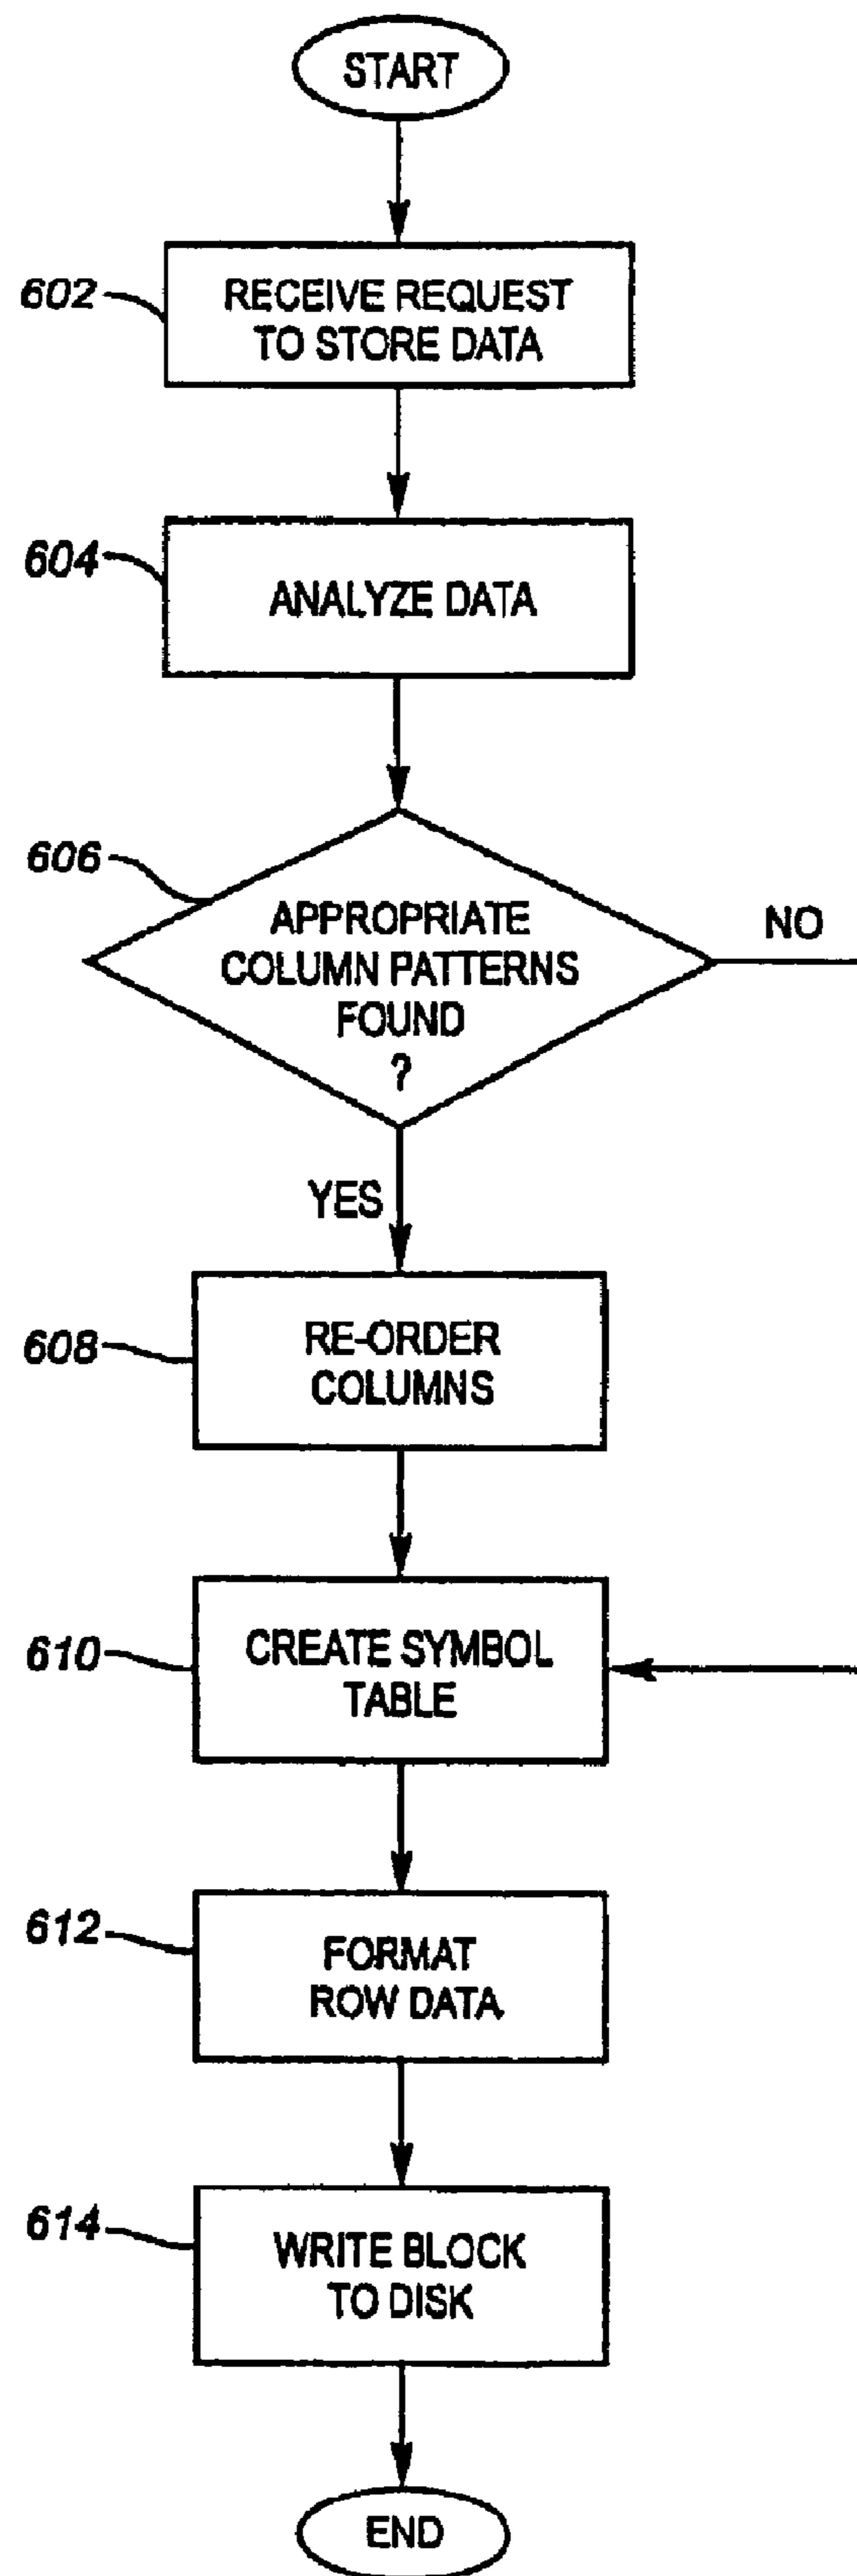 START
602
RECEIVE REQUEST
TO STORE DATA
604
ANALYZE DATA
606
APPROPRIATE
COLUMN PATTERNS
FOUND
?
NO
YES
608
RE-ORDER
COLUMNS
610
CREATE SYMBOL
TABLE
612
FORMAT
ROW DATA
614
WRITE BLOCK
TO DISK
END